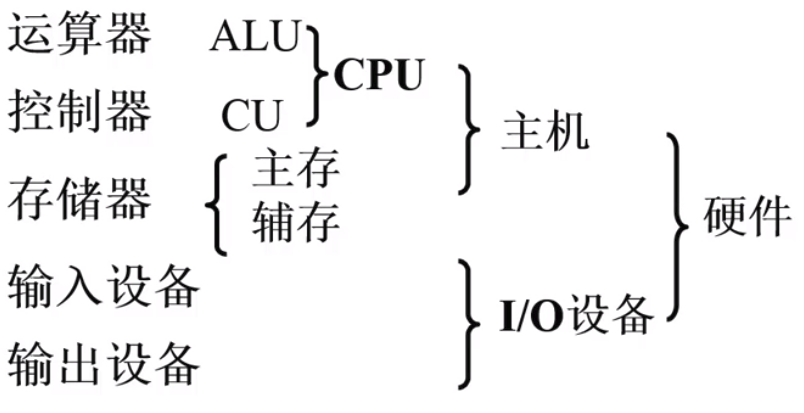 运算器 ALU
CPU
控制器 CU
主机
存储器 主存
辅存
硬件
输入设备
I/O设备
输出设备